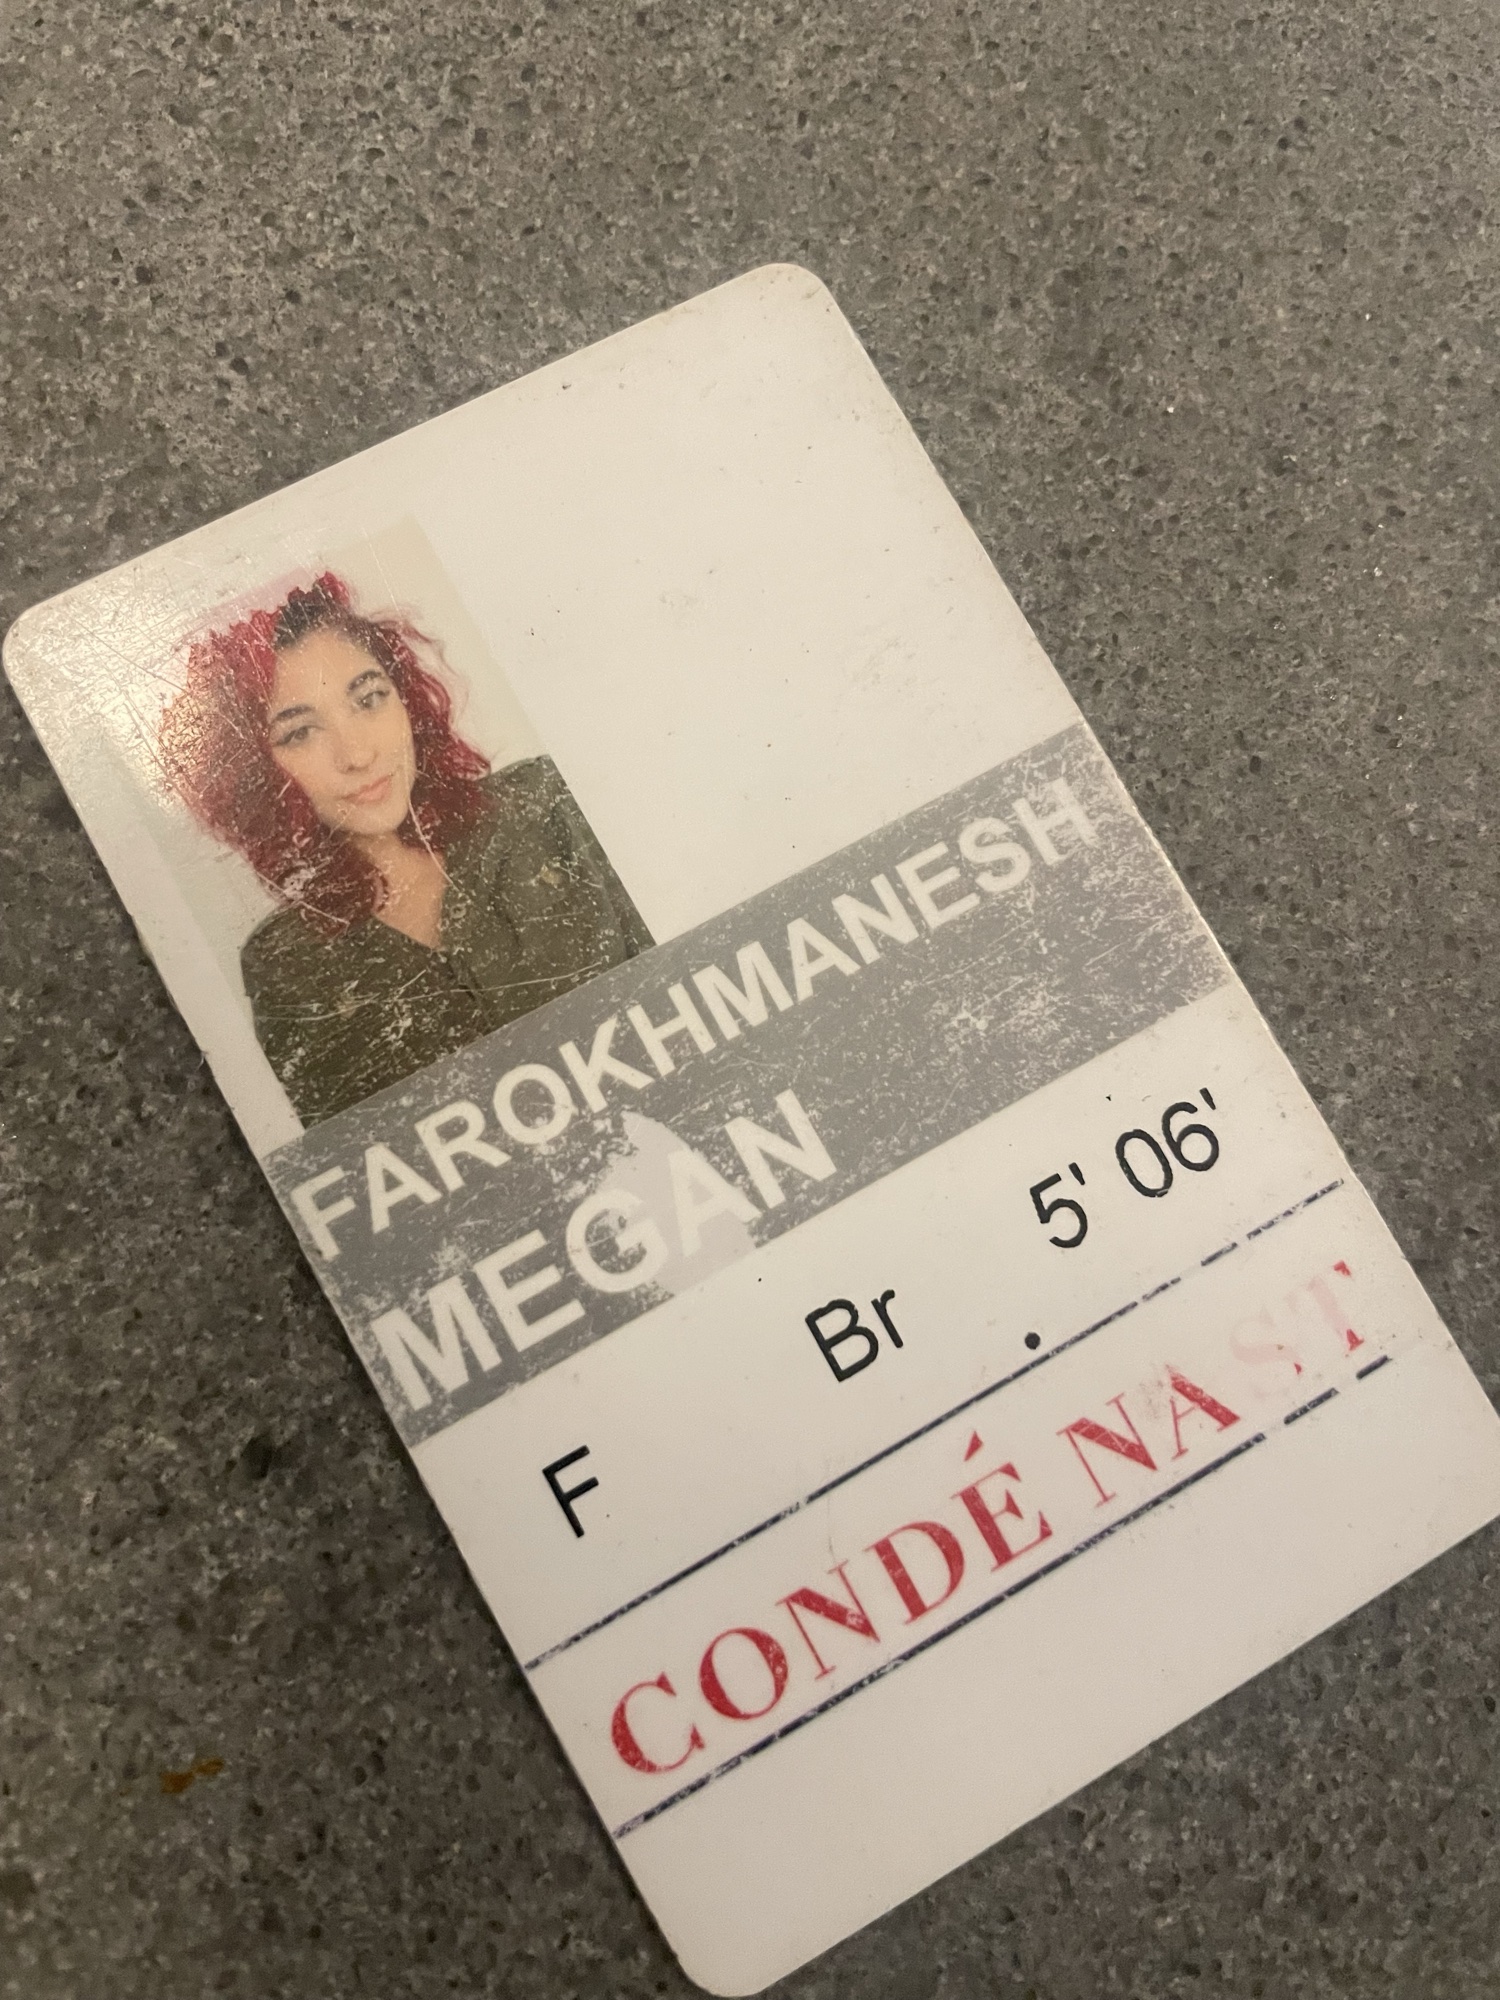 FAROKHMANESH
MEGAN
F Br 5' 06'
CONDÉ NAST